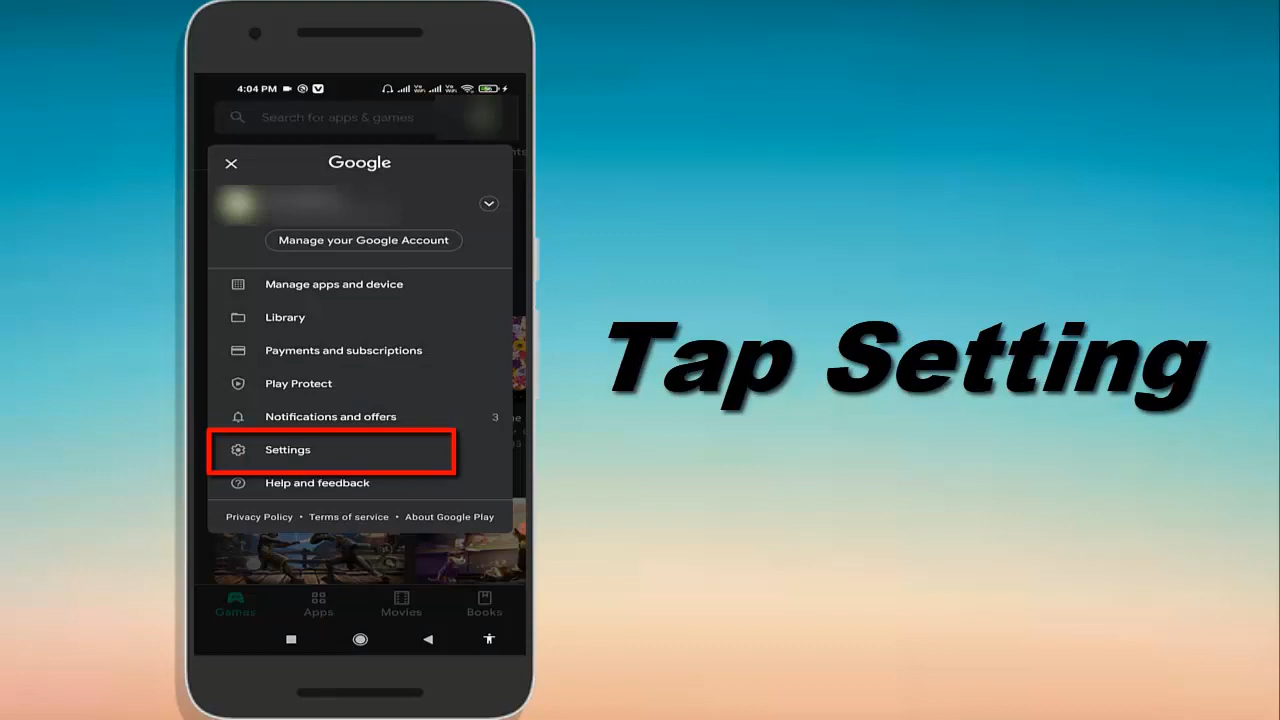 4:04 PM
Search for apps & games
Google
Manage your Google Account
Manage apps and device
Library
Payments and subscriptions
Play Protect
Notifications and offers 3
Settings
Help and feedback
Privacy Policy • Terms of service • About Google Play
Games Apps Movies Books
Tap Setting